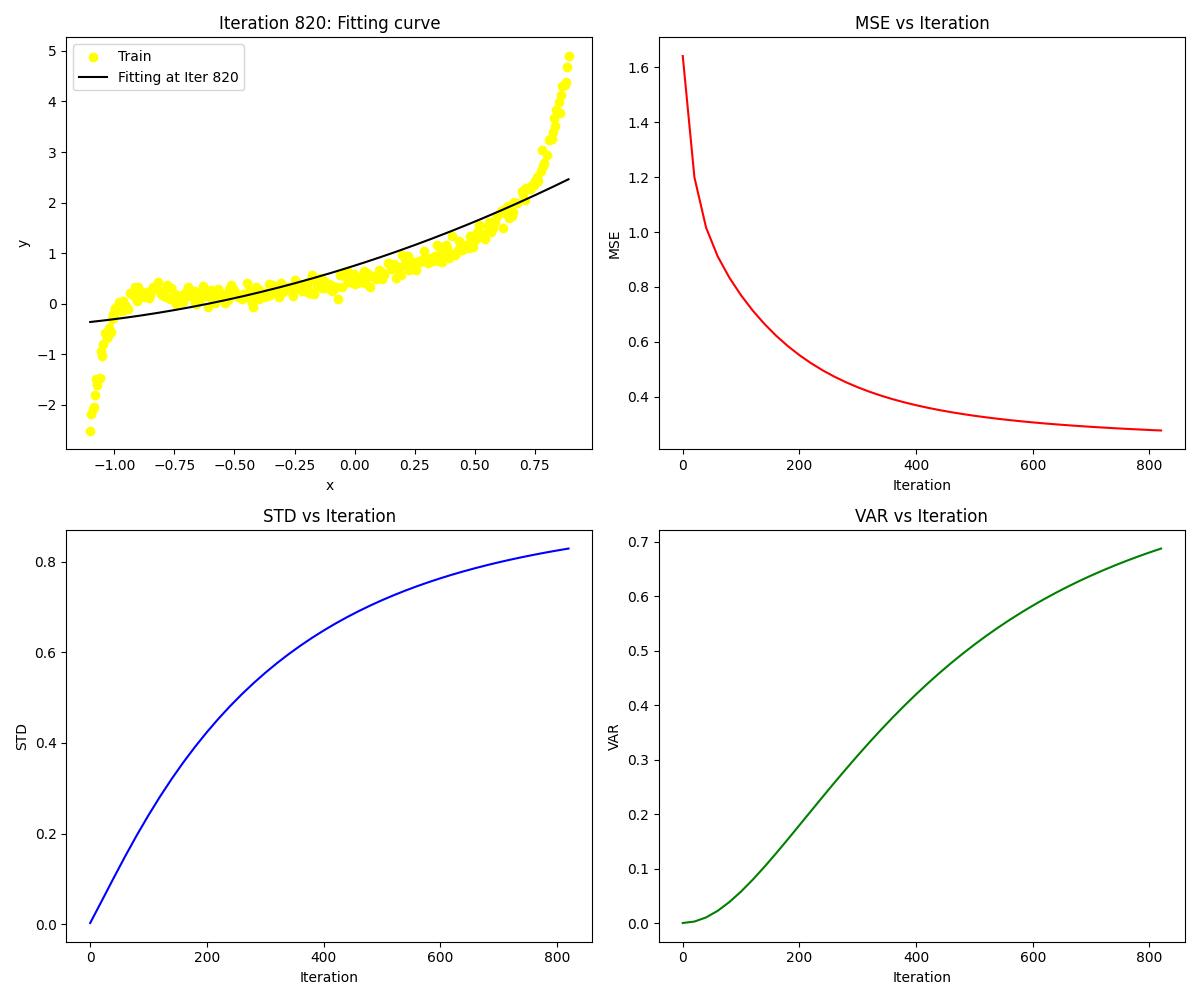 Iteration 820: Fitting curve
Train
Fitting at Iter 820
5
4
3
2
1
0
−1
−2
y
−1.00 −0.75 −0.50 −0.25 0.00 0.25 0.50 0.75
x
MSE vs Iteration
1.6
1.4
1.2
1.0
0.8
0.6
0.4
MSE
0 200 400 600 800
Iteration
STD vs Iteration
0.8
0.6
0.4
0.2
0.0
STD
0 200 400 600 800
Iteration
VAR vs Iteration
0.7
0.6
0.5
0.4
0.3
0.2
0.1
0.0
VAR
0 200 400 600 800
Iteration